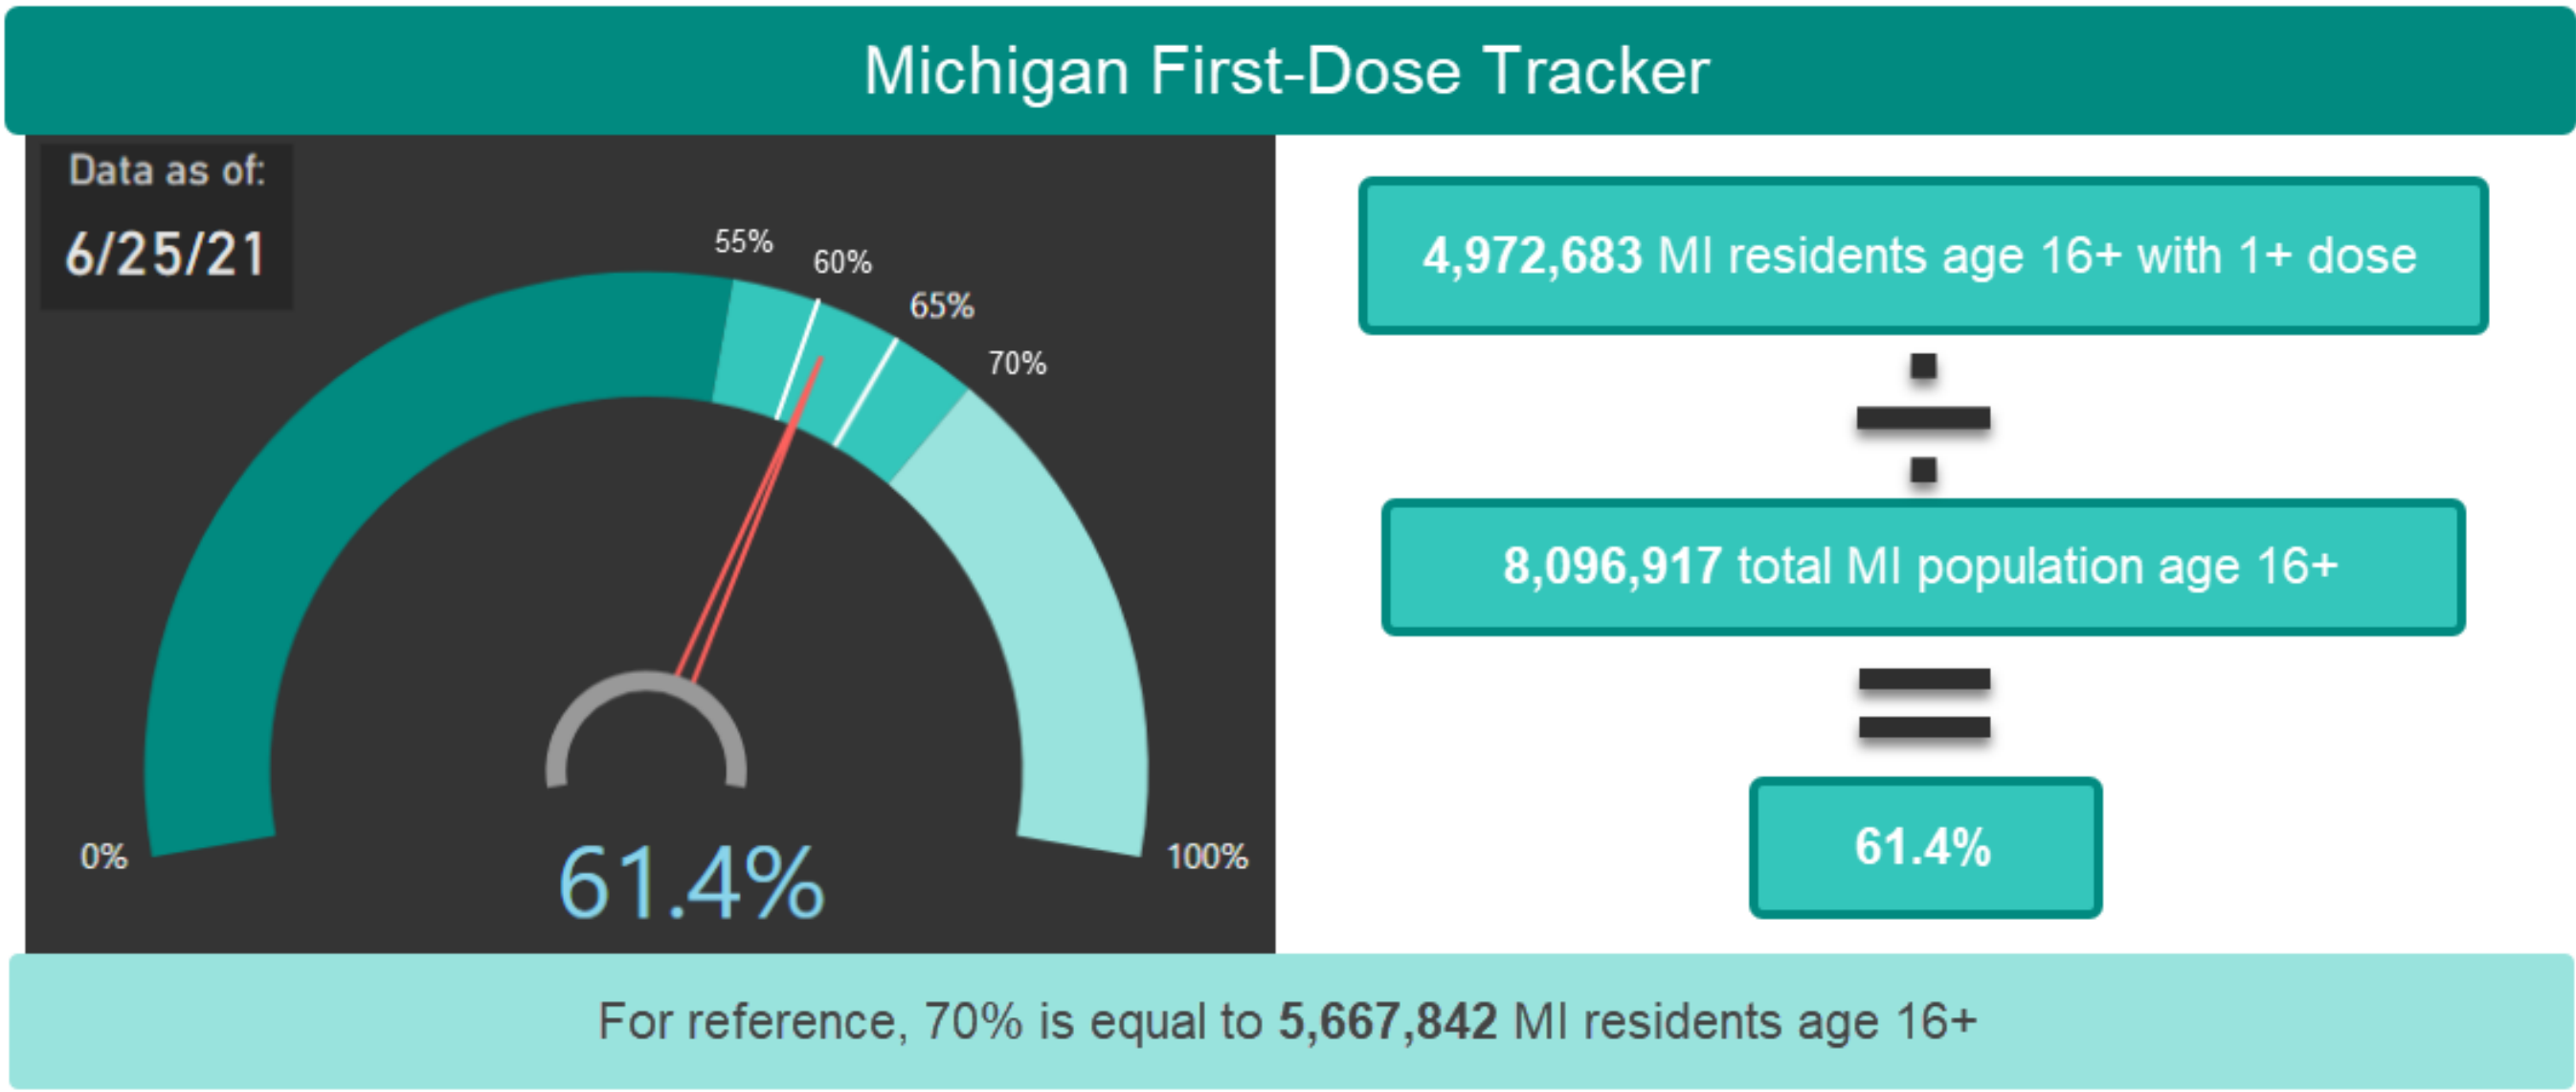 Michigan First-Dose Tracker
Data as of:
6/25/21
55%
60%
65%
70%
0%
100%
61.4%
4,972,683 MI residents age 16+ with 1+ dose
8,096,917 total MI population age 16+
61.4%
For reference, 70% is equal to 5,667,842 MI residents age 16+